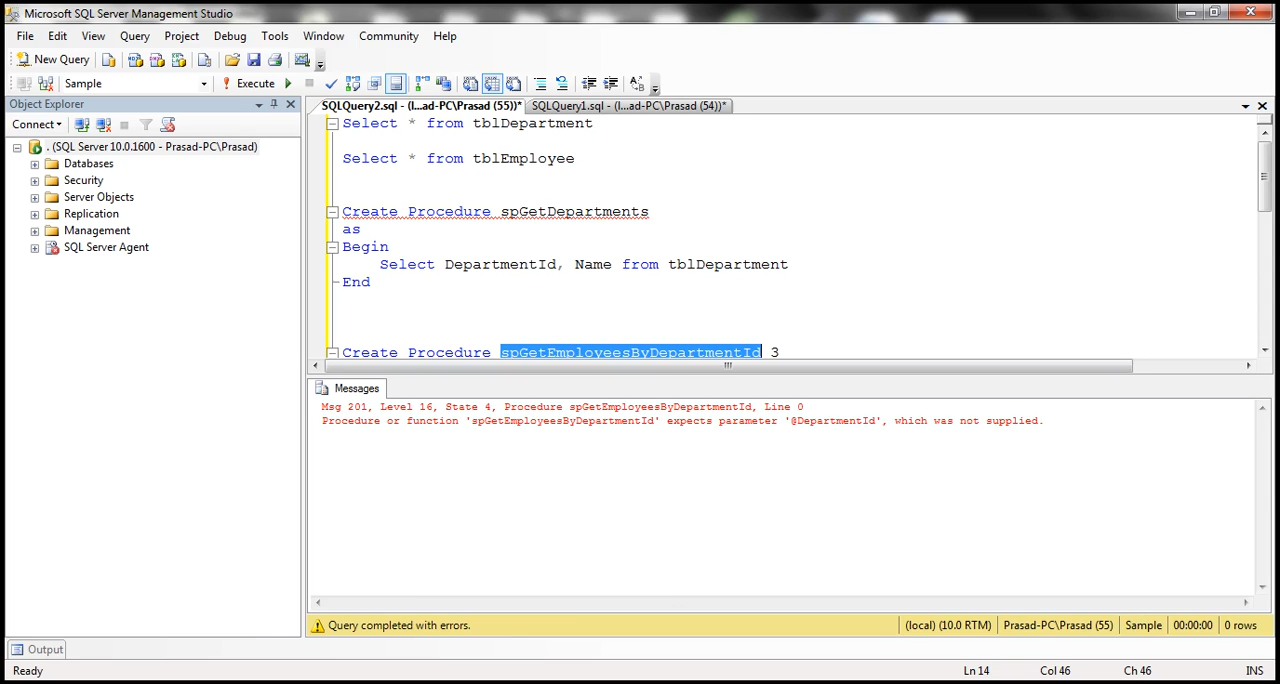 Microsoft SQL Server Management Studio
File Edit View Query Project Debug Tools Window Community Help
New Query
Sample Execute
Object Explorer
SQLQuery2.sql - (l...ad-PC\Prasad (55))* SQLQuery1.sql - (l...ad-PC\Prasad (54))*
Connect
. (SQL Server 10.0.1600 - Prasad-PC\Prasad)
Databases
Security
Server Objects
Replication
Management
SQL Server Agent
Select * from tblDepartment
Select * from tblEmployee
Create Procedure spGetDepartments
as
Begin
Select DepartmentId, Name from tblDepartment
End
Create Procedure spGetEmployeesByDepartmentId 3
Messages
Msg 201, Level 16, State 4, Procedure spGetEmployeesByDepartmentId, Line 0
Procedure or function 'spGetEmployeesByDepartmentId' expects parameter '@DepartmentId', which was not supplied.
Query completed with errors. (local) (10.0 RTM) Prasad-PC\Prasad (55) Sample 00:00:00 0 rows
Output
Ready Ln 14 Col 46 Ch 46 INS